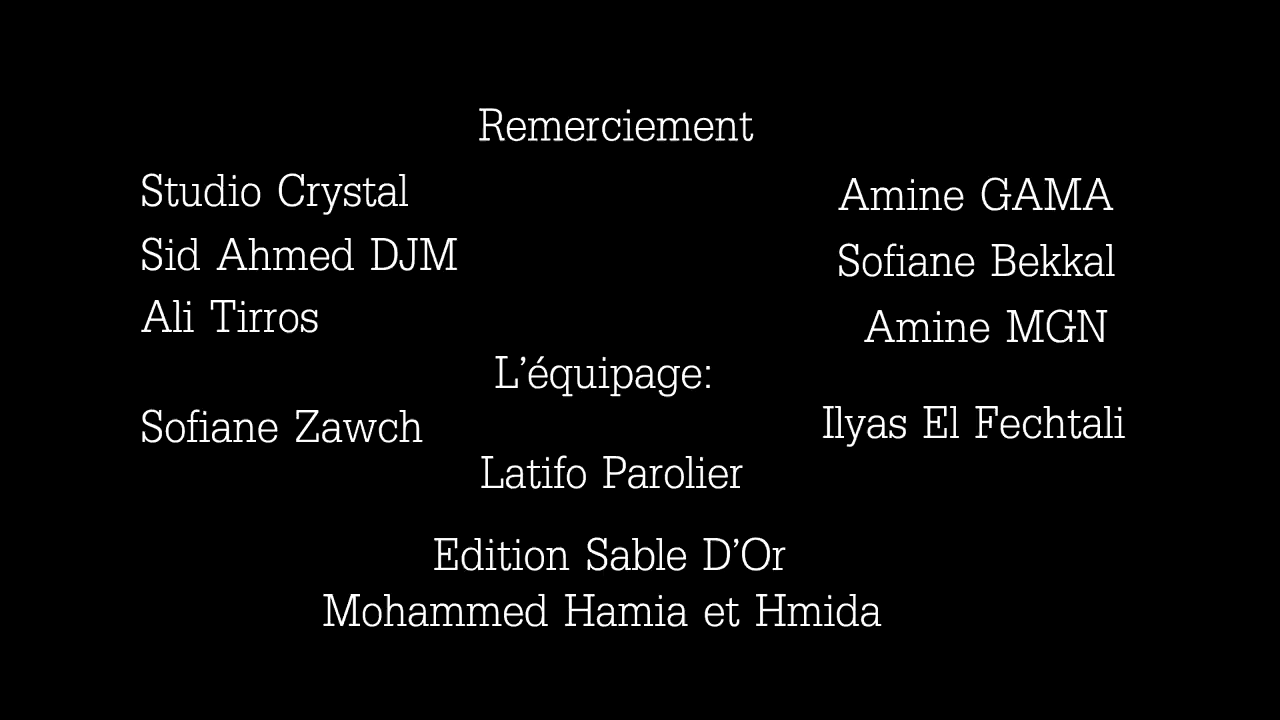 Remerciement
Studio Crystal
Amine GAMA
Sid Ahmed DJM
Sofiane Bekkal
Ali Tirros
Amine MGN
L’équipage:
Sofiane Zawch
Ilyas El Fechtali
Latifo Parolier
Edition Sable D’Or
Mohammed Hamia et Hmida